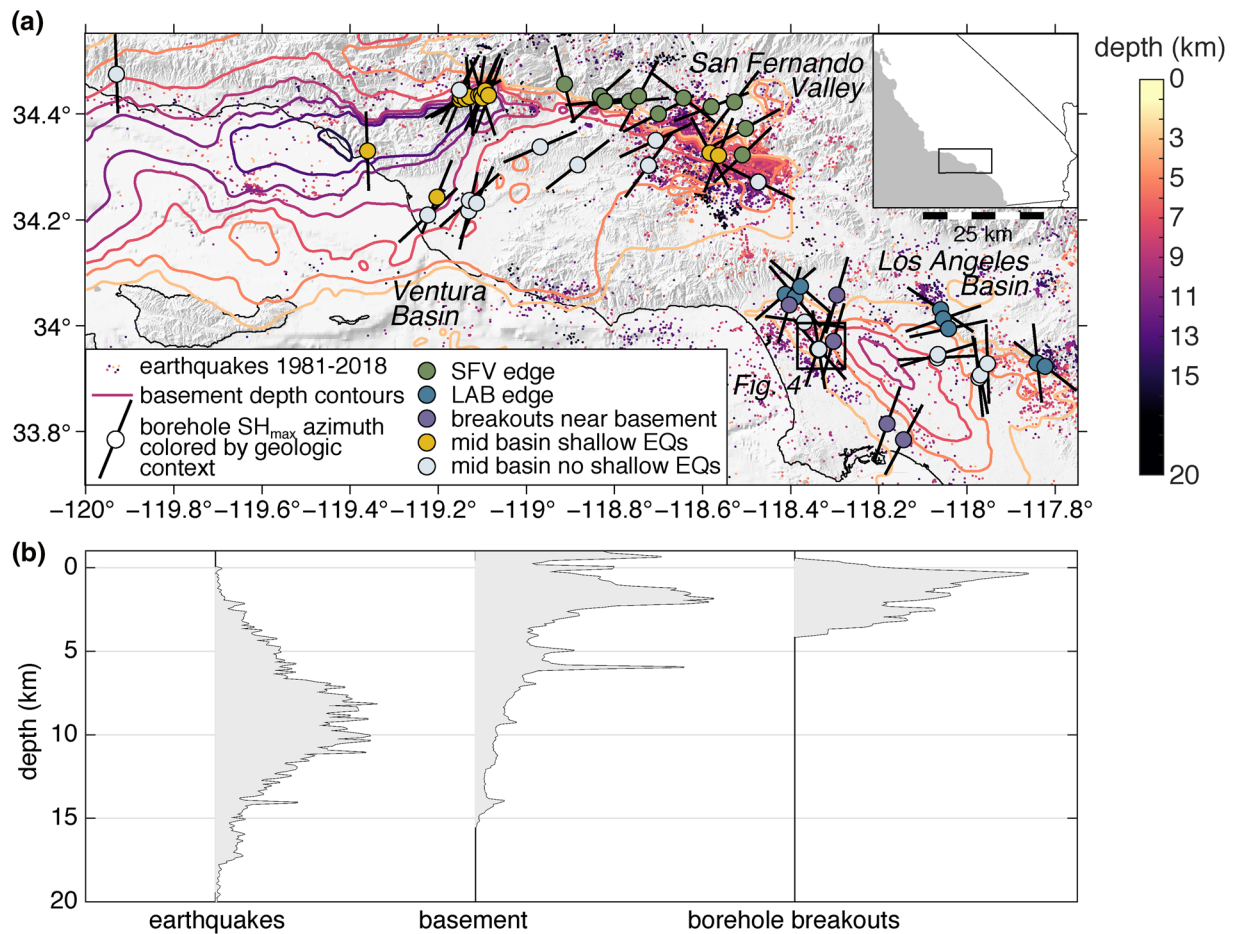 (a)
depth (km)
San Fernando
Valley
34.4°
34.2°
34°
33.8°
25 km
Los Angeles
Basin
Ventura
Basin
Fig. 4
earthquakes 1981-2018
basement depth contours
borehole SHmax azimuth
colored by geologic
context
SFV edge
LAB edge
breakouts near basement
mid basin shallow EQs
mid basin no shallow EQs
0
3
5
7
9
11
13
15
20
−120° −119.8° −119.6° −119.4° −119.2° −119° −118.8° −118.6° −118.4° −118.2° −118° −117.8°
(b)
0
5
10
15
20
depth (km)
earthquakes
basement
borehole breakouts